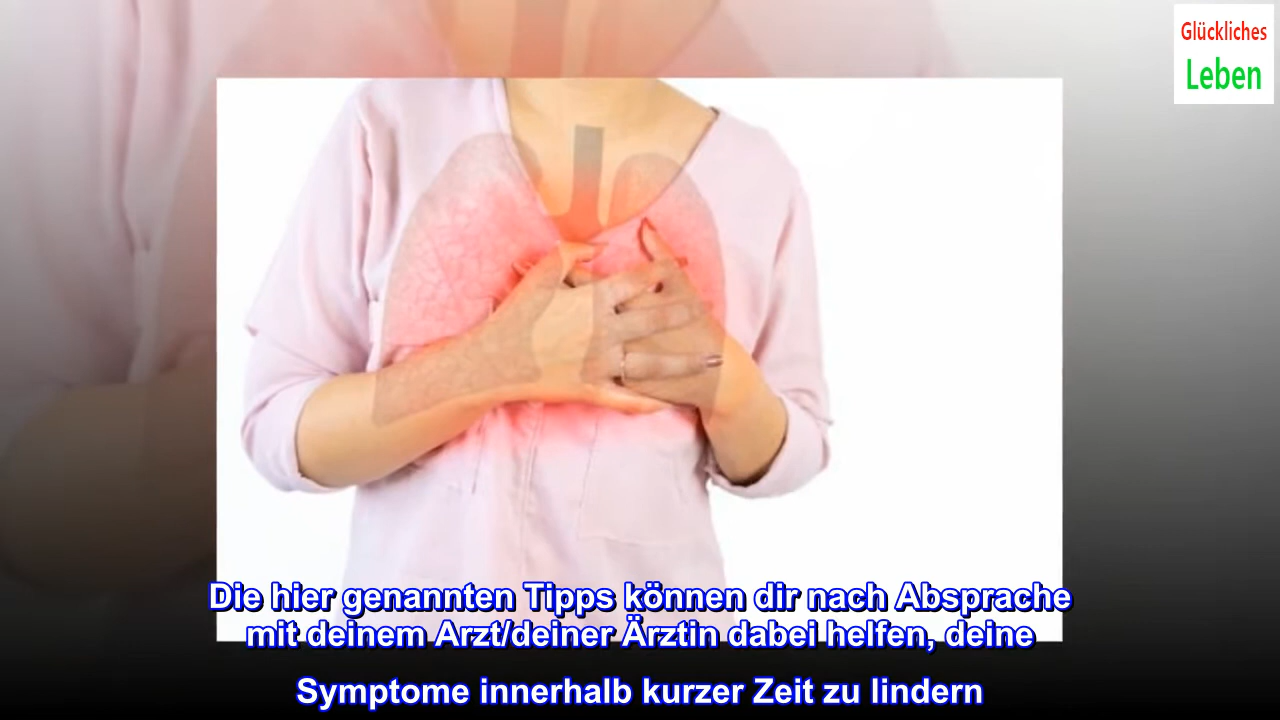 Glückliches
Leben
Die hier genannten Tipps können dir nach Absprache
mit deinem Arzt/deiner Ärztin dabei helfen, deine
Symptome innerhalb kurzer Zeit zu lindern